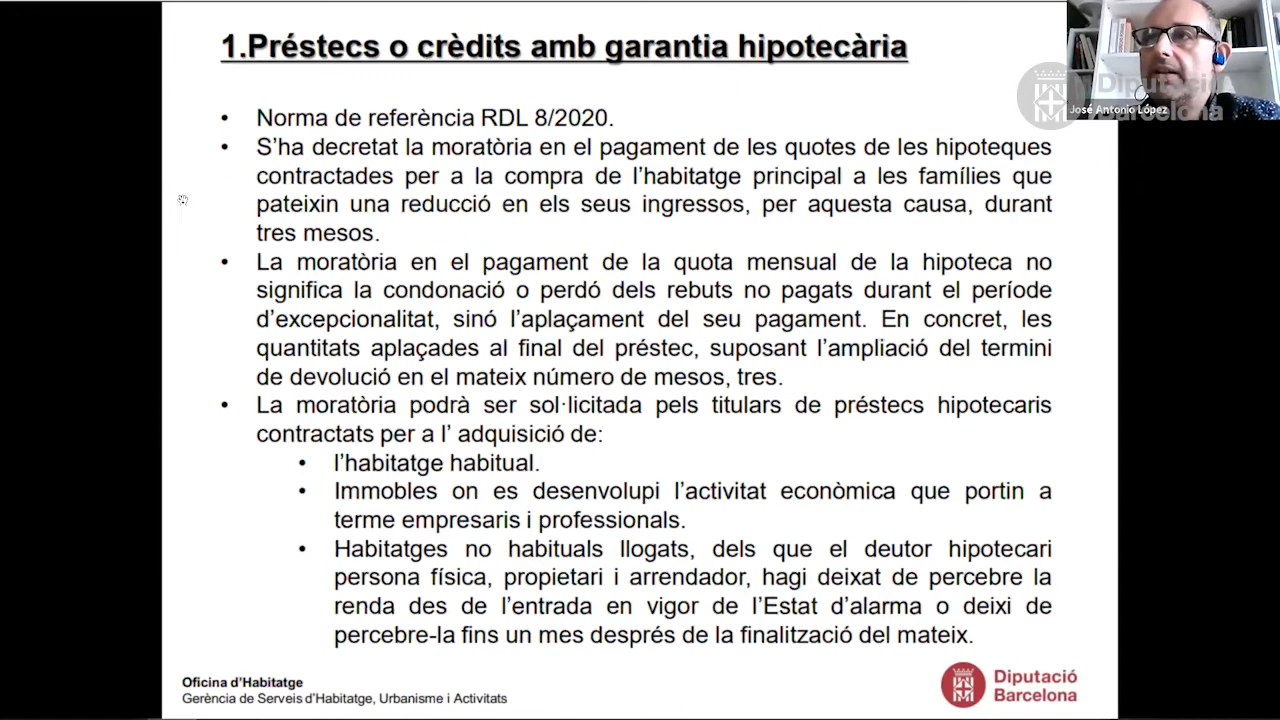 1.Préstecs o crèdits amb garantia hipotecària
• Norma de referència RDL 8/2020.
• S’ha decretat la moratòria en el pagament de les quotes de les hipoteques
contractades per a la compra de l’habitatge principal a les famílies que
pateixin una reducció en els seus ingressos, per aquesta causa, durant
tres mesos.
• La moratòria en el pagament de la quota mensual de la hipoteca no
significa la condonació o perdó dels rebuts no pagats durant el període
d’excepcionalitat, sinó l’aplaçament del seu pagament. En concret, les
quantitats aplaçades al final del préstec, suposant l’ampliació del termini
de devolució en el mateix número de mesos, tres.
• La moratòria podrà ser sol·licitada pels titulars de préstecs hipotecaris
contractats per a l’ adquisició de:
• l’habitatge habitual.
• Immobles on es desenvolupi l’activitat econòmica que portin a
terme empresaris i professionals.
• Habitatges no habituals llogats, dels que el deutor hipotecari
persona física, propietari i arrendador, hagi deixat de percebre la
renda des de l’entrada en vigor de l’Estat d’alarma o deixi de
percebre-la fins un mes després de la finalització del mateix.
Oficina d’Habitatge
Gerència de Serveis d’Habitatge, Urbanisme i Activitats
Diputació
Barcelona
Diputació
Barcelona
José Antonio López